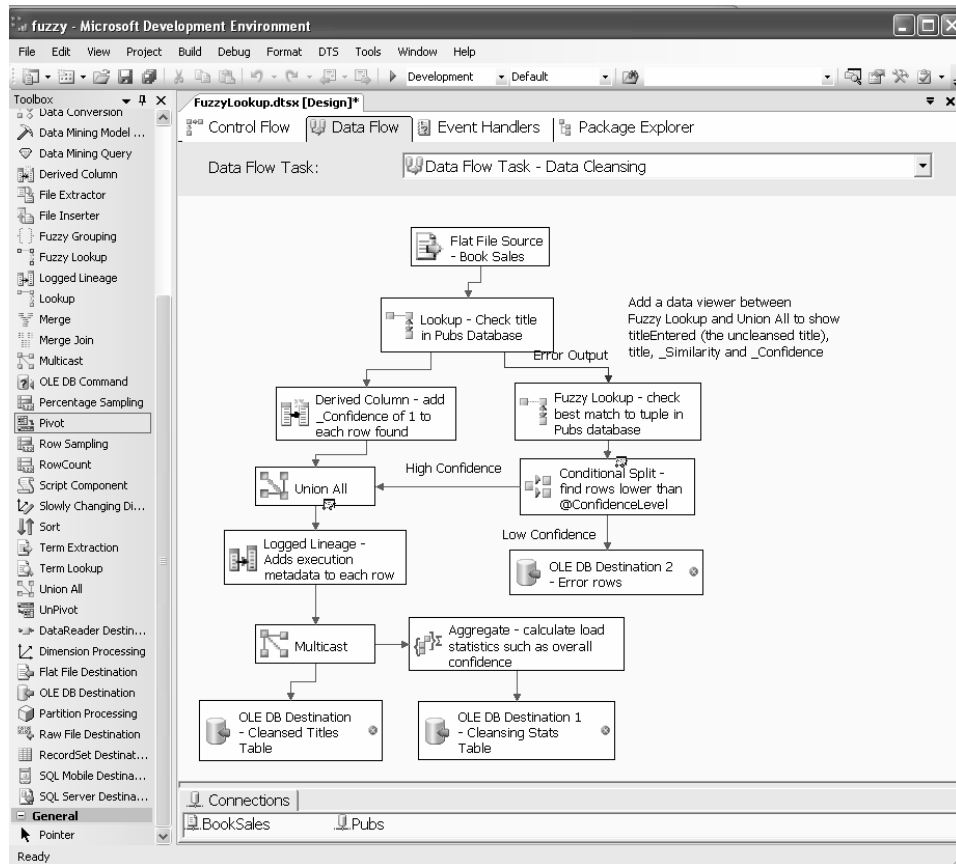 fuzzy - Microsoft Development Environment
File Edit View Project Build Debug Format DTS Tools Window Help
Development Default
Toolbox
Data Conversion
Data Mining Model ...
Data Mining Query
Derived Column
File Extractor
File Inserter
Fuzzy Grouping
Fuzzy Lookup
Logged Lineage
Lookup
Merge
Merge Join
Multicast
OLE DB Command
Percentage Sampling
Pivot
Row Sampling
RowCount
Script Component
Slowly Changing Di...
Sort
Term Extraction
Term Lookup
Union All
UnPivot
DataReader Destin...
Dimension Processing
Flat File Destination
OLE DB Destination
Partition Processing
Raw File Destination
RecordSet Destinat...
SQL Mobile Destina...
SQL Server Destina...
General
Pointer
FuzzyLookup.dtsx [Design]*
Control Flow Data Flow Event Handlers Package Explorer
Data Flow Task: Data Flow Task - Data Cleansing
Flat File Source
- Book Sales
Lookup - Check title
in Pubs Database
Add a data viewer between
Fuzzy Lookup and Union All to show
titleEntered (the uncleansed title),
title, _Similarity and _Confidence
Error Output
Derived Column - add
_Confidence of 1 to
each row found
Fuzzy Lookup - check
best match to tuple in
Pubs database
Union All
High Confidence
Conditional Split -
find rows lower than
@ConfidenceLevel
Low Confidence
Logged Lineage -
Adds execution
metadata to each row
OLE DB Destination 2
- Error rows
Multicast
Aggregate - calculate load
statistics such as overall
confidence
OLE DB Destination
- Cleansed Titles
Table
OLE DB Destination 1
- Cleansing Stats
Table
Connections
BookSales Pubs
Ready